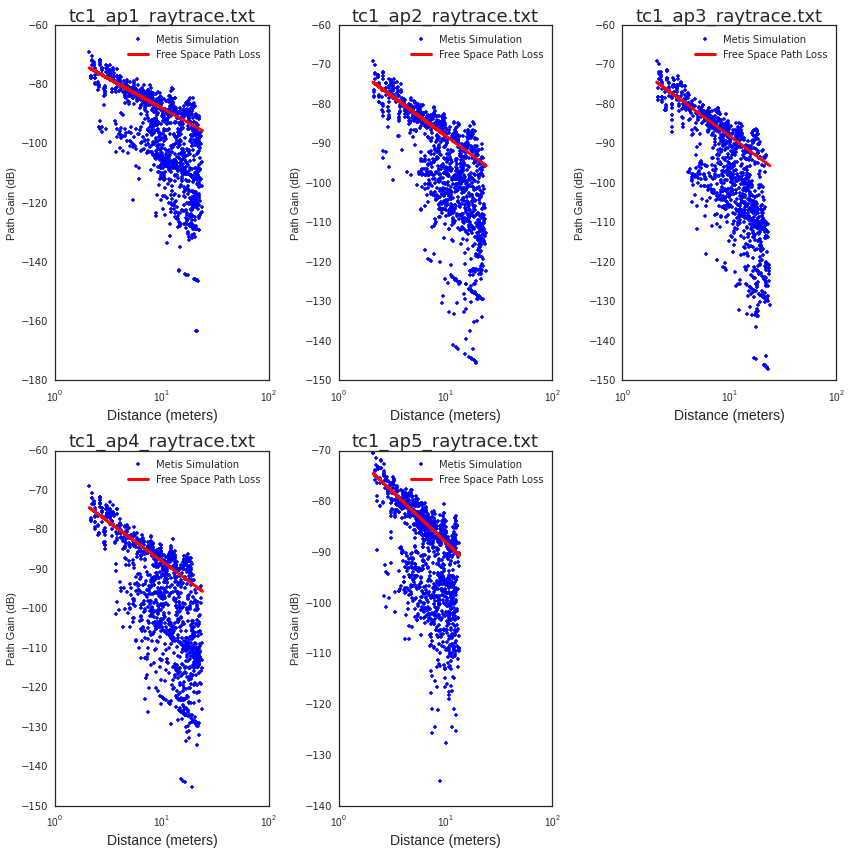 tc1_ap1_raytrace.txt
Metis Simulation
Free Space Path Loss
−60
−80
−100
−120
−140
−160
−180
Path Gain (dB)
10^0
10^1
10^2
Distance (meters)
tc1_ap2_raytrace.txt
Metis Simulation
Free Space Path Loss
−60
−70
−80
−90
−100
−110
−120
−130
−140
−150
Path Gain (dB)
10^0
10^1
10^2
Distance (meters)
tc1_ap3_raytrace.txt
Metis Simulation
Free Space Path Loss
−60
−70
−80
−90
−100
−110
−120
−130
−140
−150
Path Gain (dB)
10^0
10^1
10^2
Distance (meters)
tc1_ap4_raytrace.txt
Metis Simulation
Free Space Path Loss
−60
−70
−80
−90
−100
−110
−120
−130
−140
−150
Path Gain (dB)
10^0
10^1
10^2
Distance (meters)
tc1_ap5_raytrace.txt
Metis Simulation
Free Space Path Loss
−70
−80
−90
−100
−110
−120
−130
−140
Path Gain (dB)
10^0
10^1
10^2
Distance (meters)